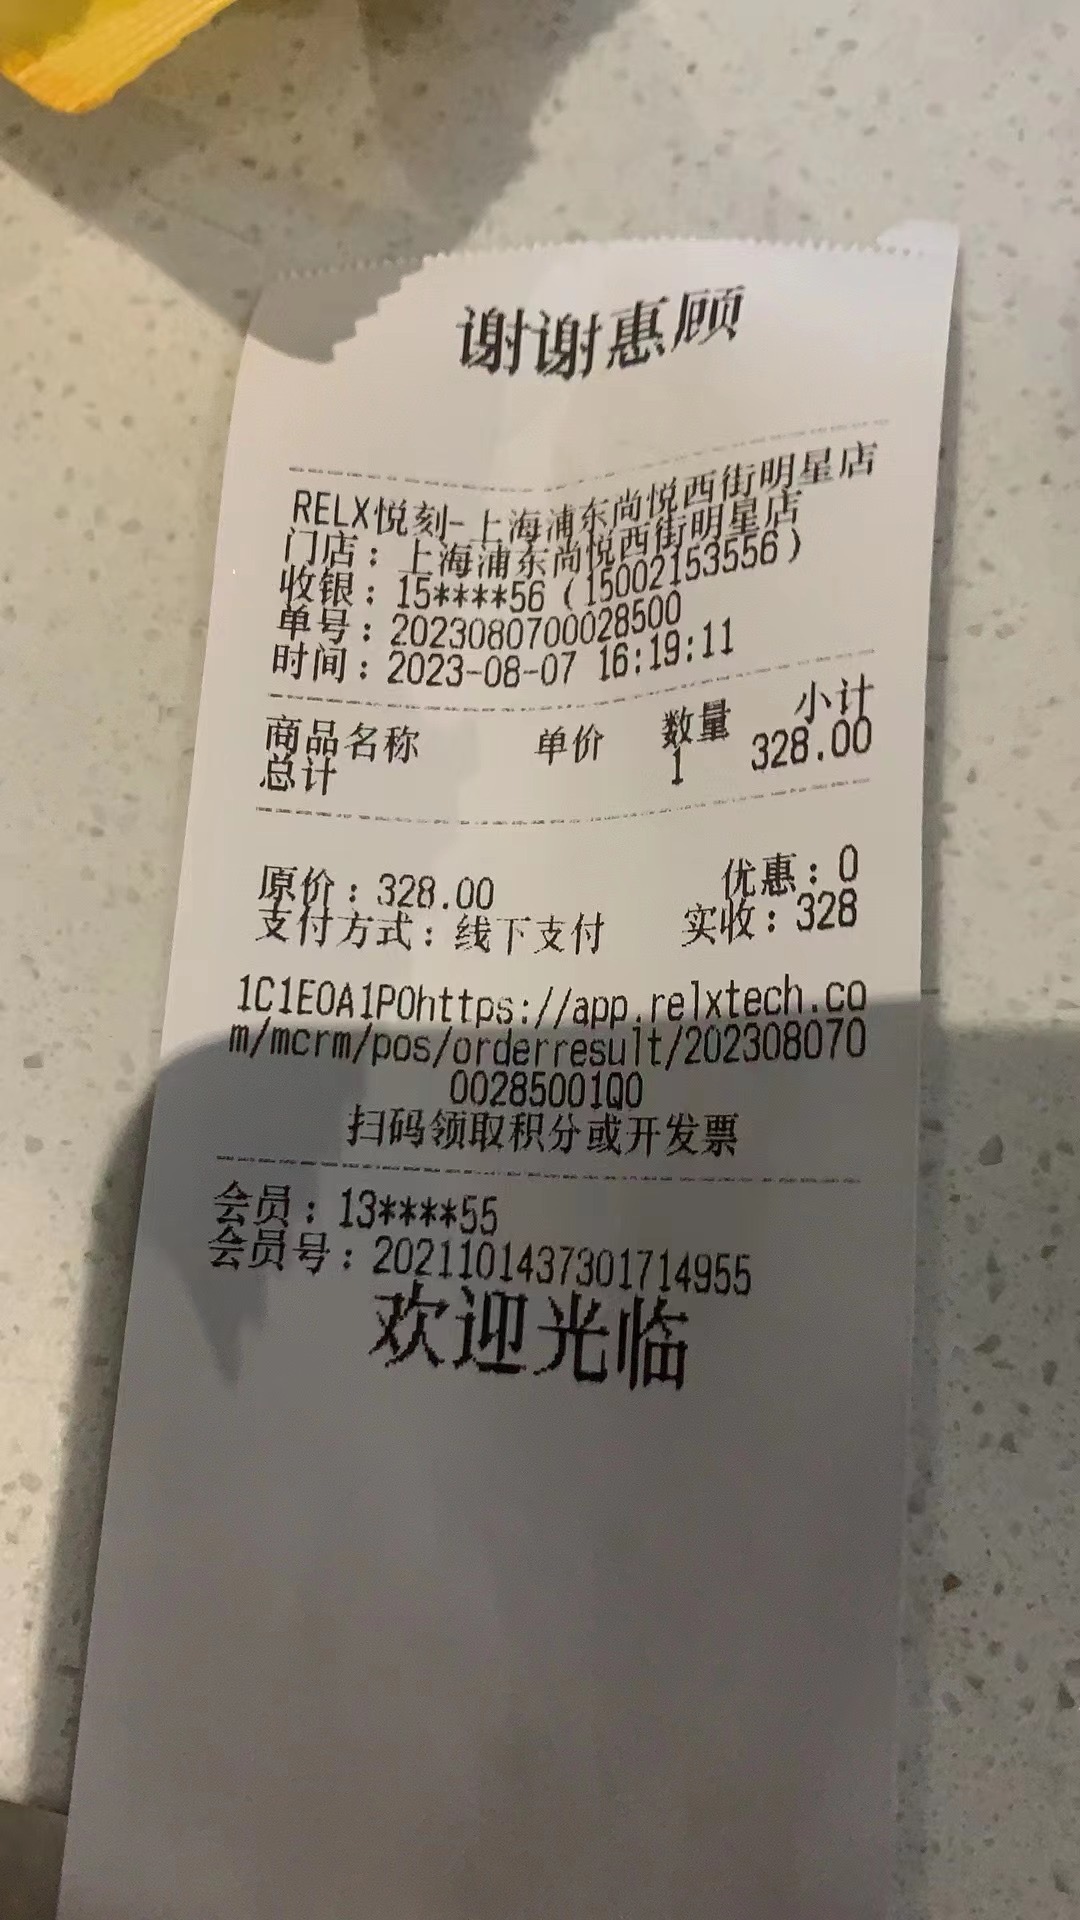 谢谢惠顾
RELX悦刻-上海浦东尚悦西街明星店
门店：上海浦东尚悦西街明星店
收银：15****56（15002153556）
单号：2023080700028500
时间：2023-08-07 16:19:11
商品名称 单价 数量 小计
总计 1 328.00
原价：328.00 优惠：0
支付方式：线下支付 实收：328
1C1E0A1P0https://app.relxtech.co
m/mcrm/pos/orderresult/202308070
00285001Q0
扫码领取积分或开发票
会员：13****55
会员号：2021101437301714955
欢迎光临